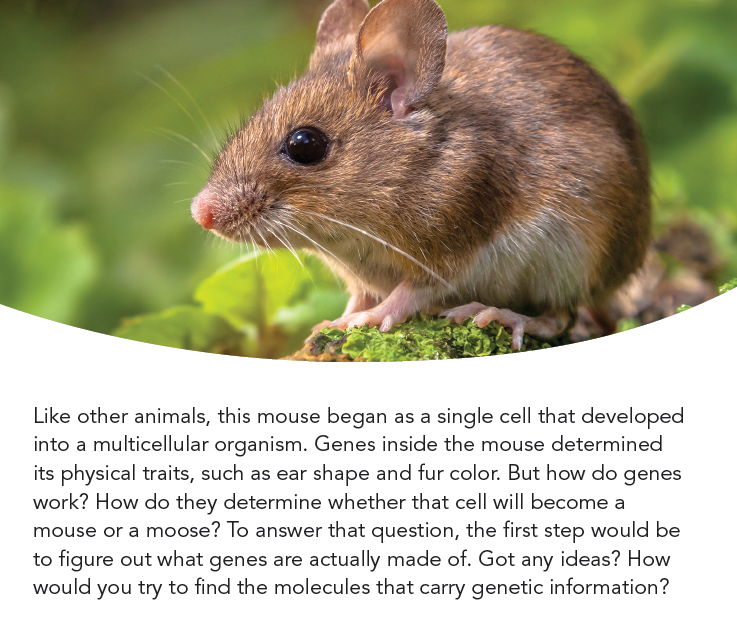 Like other animals, this mouse began as a single cell that developed
into a multicellular organism. Genes inside the mouse determined
its physical traits, such as ear shape and fur color. But how do genes
work? How do they determine whether that cell will become a
mouse or a moose? To answer that question, the first step would be
to figure out what genes are actually made of. Got any ideas? How
would you try to find the molecules that carry genetic information?